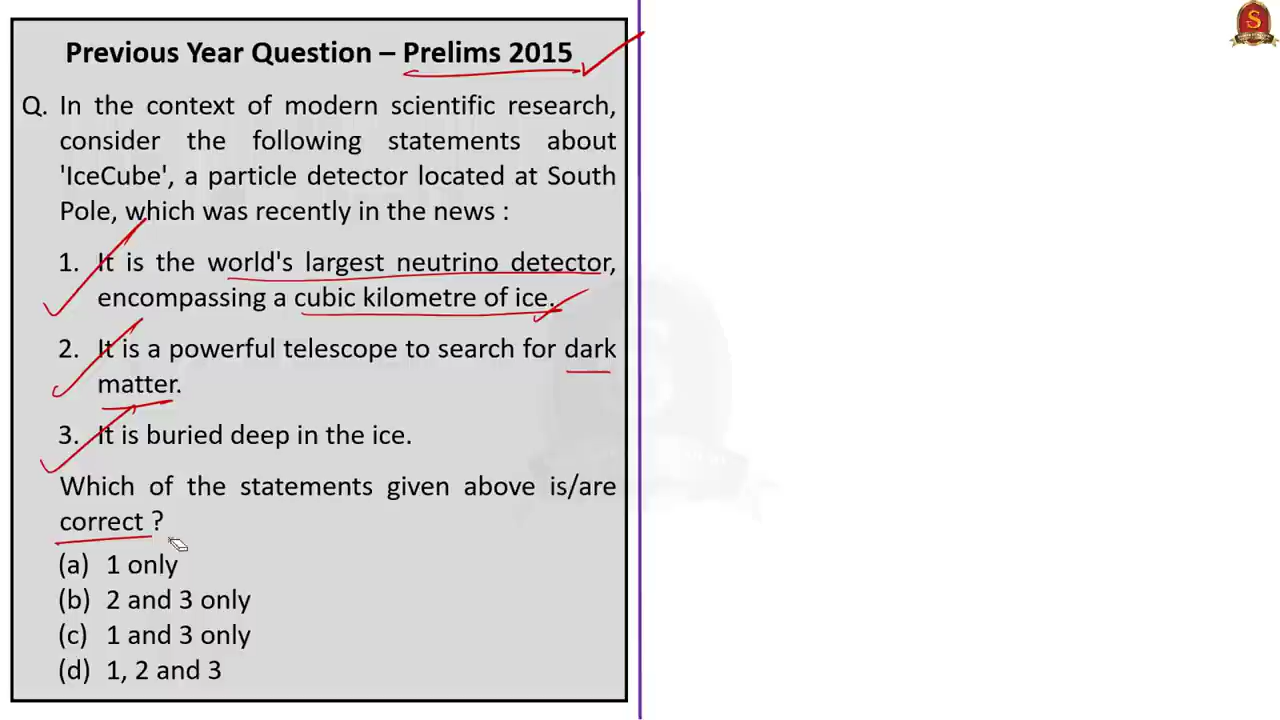 Previous Year Question – Prelims 2015
Q. In the context of modern scientific research,
consider the following statements about
'IceCube', a particle detector located at South
Pole, which was recently in the news :
1. It is the world's largest neutrino detector,
encompassing a cubic kilometre of ice.
2. It is a powerful telescope to search for dark
matter.
3. It is buried deep in the ice.
Which of the statements given above is/are
correct ?
(a) 1 only
(b) 2 and 3 only
(c) 1 and 3 only
(d) 1, 2 and 3
S